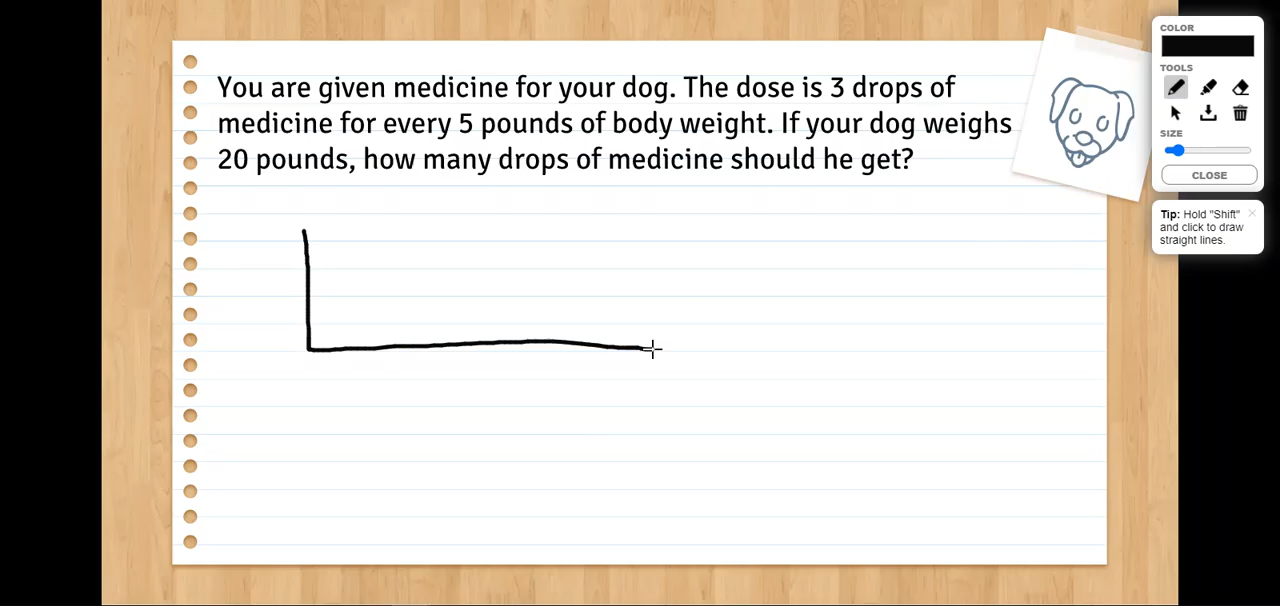 You are given medicine for your dog. The dose is 3 drops of
medicine for every 5 pounds of body weight. If your dog weighs
20 pounds, how many drops of medicine should he get?
COLOR
TOOLS
SIZE
CLOSE
Tip: Hold "Shift"
and click to draw
straight lines.